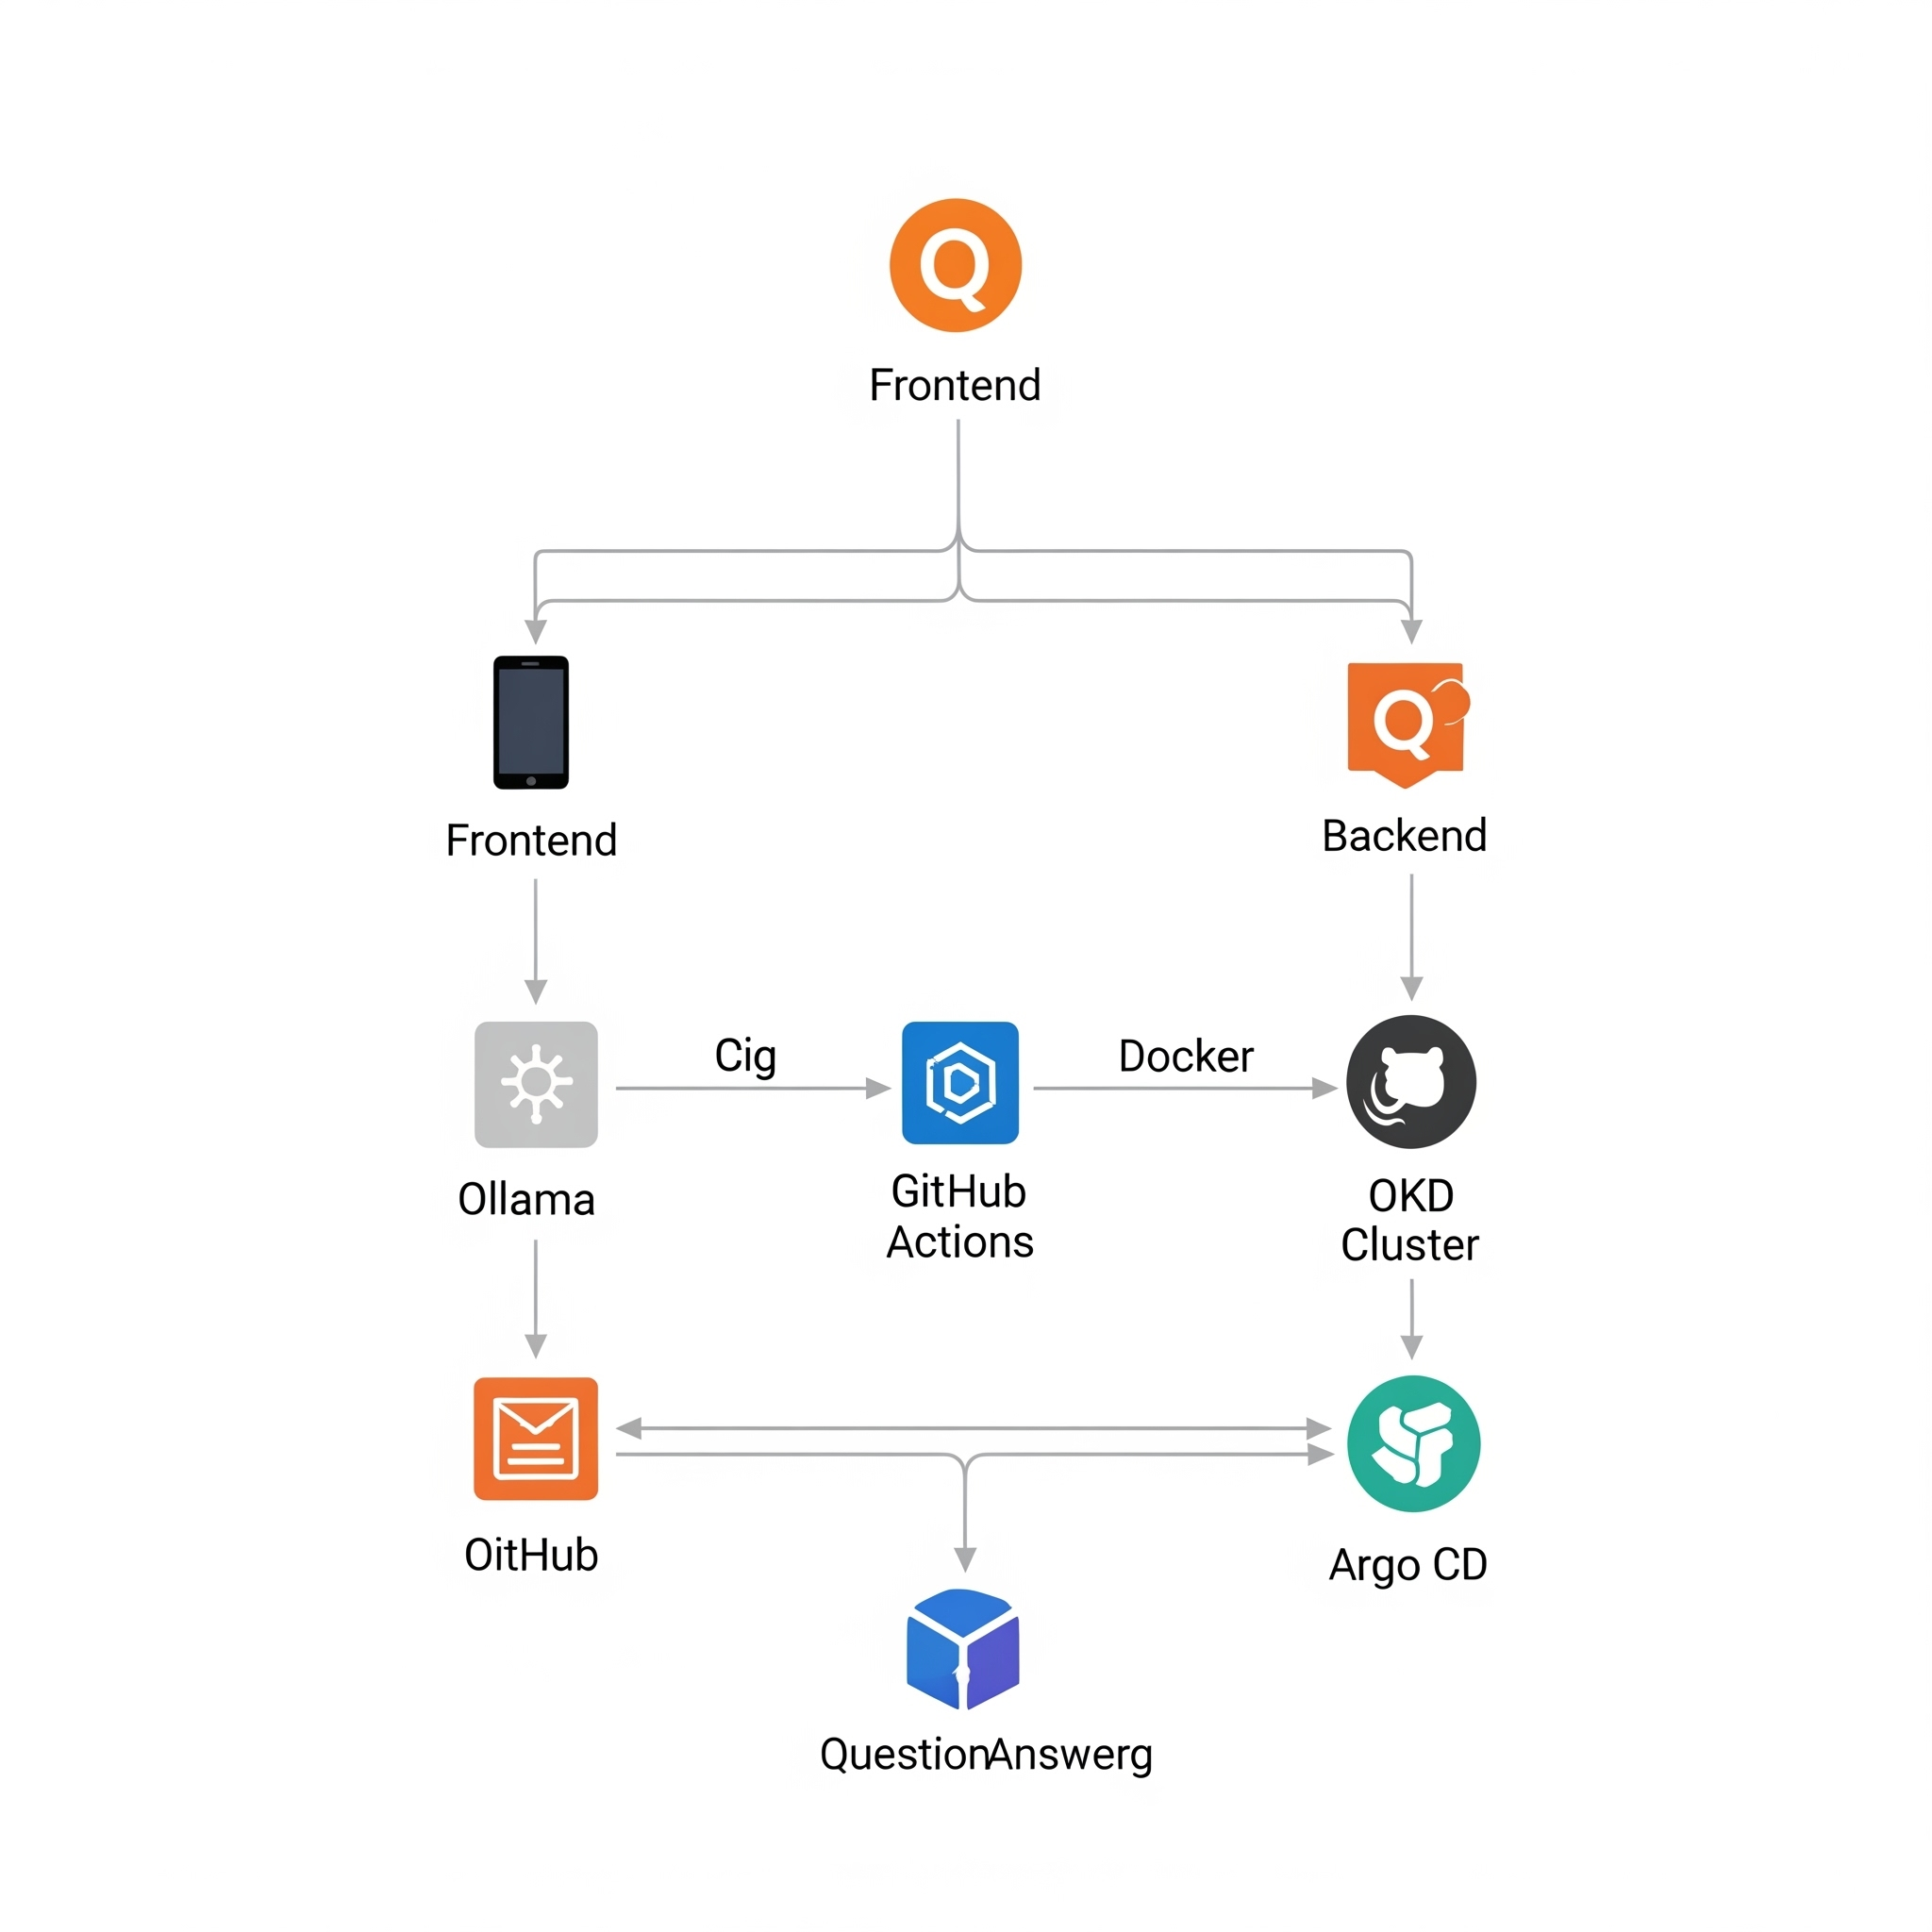 Q
Frontend
Frontend
Q
Backend
Cig
Docker
Ollama
GitHub
Actions
OKD
Cluster
OitHub
Argo CD
QuestionAnswerg